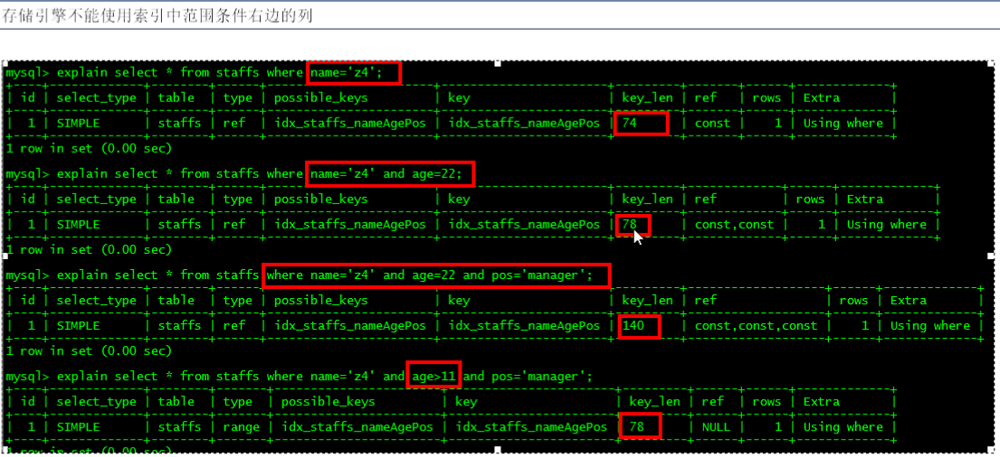 存储引擎不能使用索引中范围条件右边的列
mysql> explain select * from staffs where name='z4';
| id | select_type | table | type | possible_keys | key | key_len | ref | rows | Extra |
| 1 | SIMPLE | staffs | ref | idx_staffs_nameAgePos | idx_staffs_nameAgePos | 74 | const | 1 | Using where |
1 row in set (0.00 sec)
mysql> explain select * from staffs where name='z4' and age=22;
| id | select_type | table | type | possible_keys | key | key_len | ref | rows | Extra |
| 1 | SIMPLE | staffs | ref | idx_staffs_nameAgePos | idx_staffs_nameAgePos | 78 | const,const | 1 | Using where |
1 row in set (0.00 sec)
mysql> explain select * from staffs where name='z4' and age=22 and pos='manager';
| id | select_type | table | type | possible_keys | key | key_len | ref | rows | Extra |
| 1 | SIMPLE | staffs | ref | idx_staffs_nameAgePos | idx_staffs_nameAgePos | 140 | const,const,const | 1 | Using where |
1 row in set (0.00 sec)
mysql> explain select * from staffs where name='z4' and age>11 and pos='manager';
| id | select_type | table | type | possible_keys | key | key_len | ref | rows | Extra |
| 1 | SIMPLE | staffs | range | idx_staffs_nameAgePos | idx_staffs_nameAgePos | 78 | NULL | 1 | Using where |
1 row in set (0.00 sec)